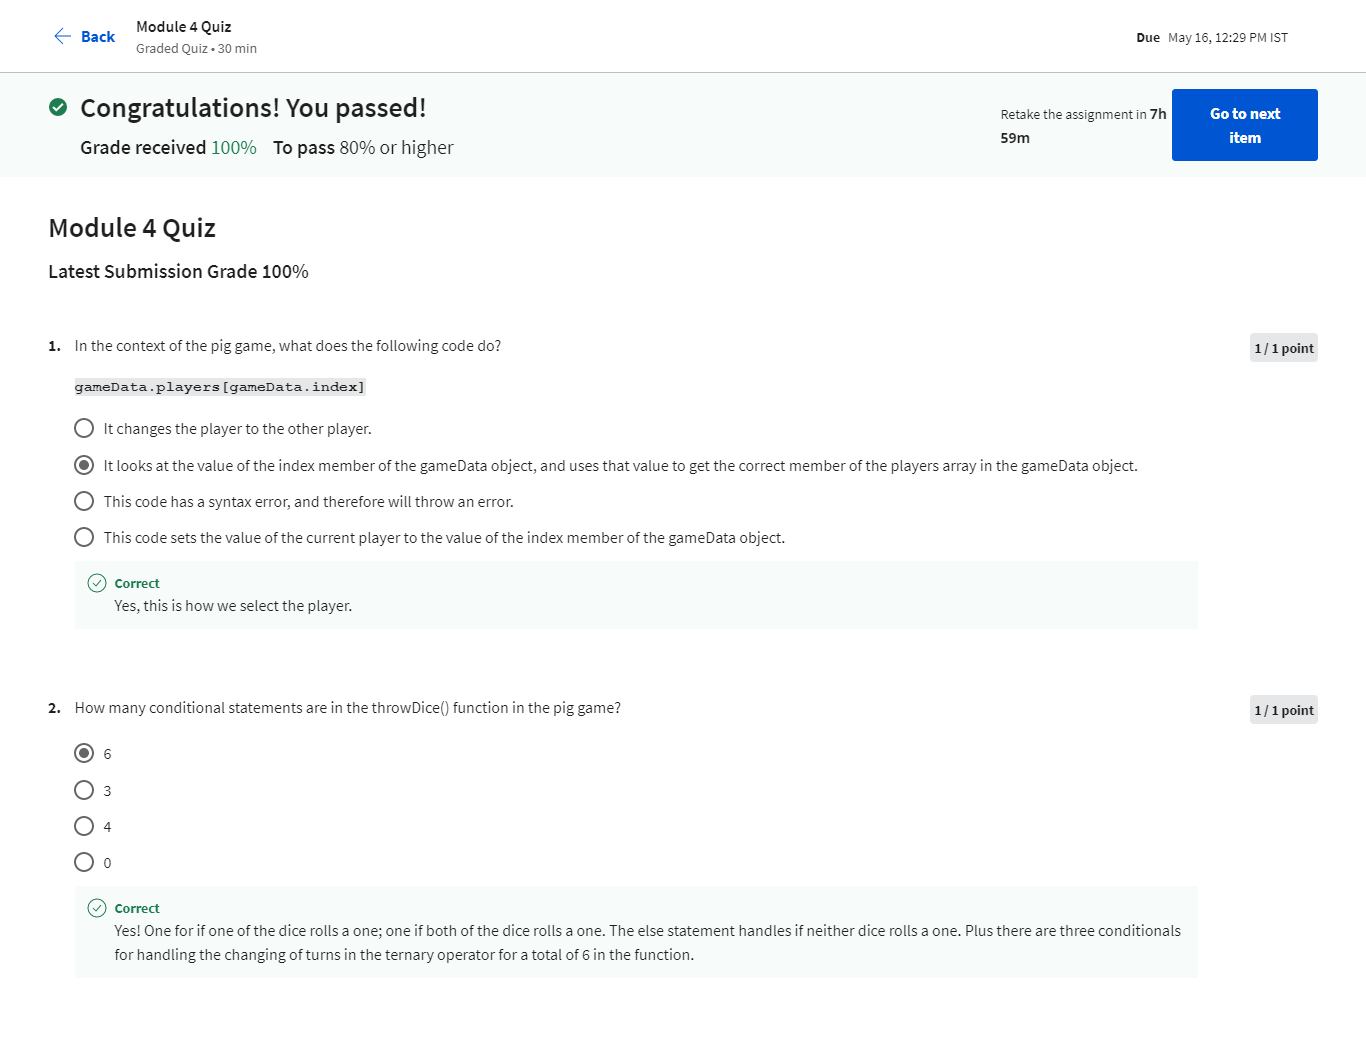 Back
Module 4 Quiz
Graded Quiz • 30 min
Due May 16, 12:29 PM IST
Congratulations! You passed!
Grade received 100% To pass 80% or higher
Retake the assignment in 7h
59m
Go to next
item
Module 4 Quiz
Latest Submission Grade 100%
1. In the context of the pig game, what does the following code do?
1 / 1 point
gameData.players[gameData.index]
It changes the player to the other player.
It looks at the value of the index member of the gameData object, and uses that value to get the correct member of the players array in the gameData object.
This code has a syntax error, and therefore will throw an error.
This code sets the value of the current player to the value of the index member of the gameData object.
Correct
Yes, this is how we select the player.
2. How many conditional statements are in the throwDice() function in the pig game?
1 / 1 point
6
3
4
0
Correct
Yes! One for if one of the dice rolls a one; one if both of the dice rolls a one. The else statement handles if neither dice rolls a one. Plus there are three conditionals
for handling the changing of turns in the ternary operator for a total of 6 in the function.